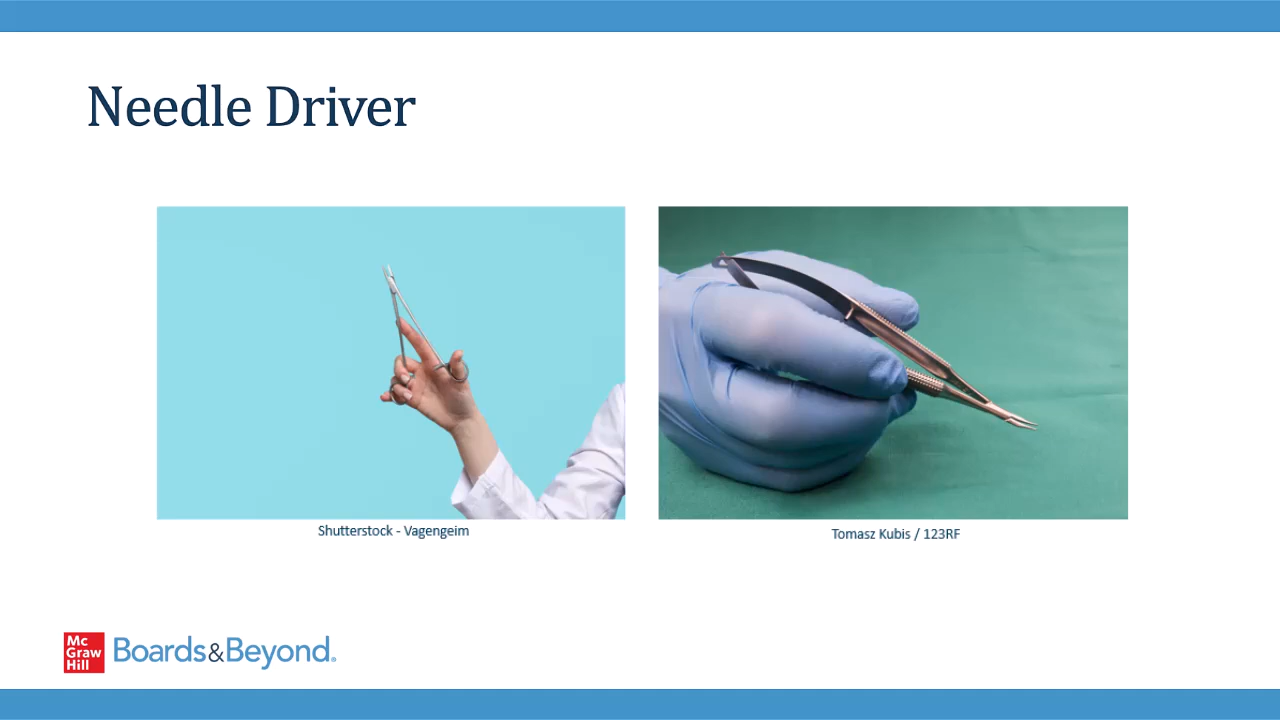 Needle Driver
Shutterstock - Vagengeim
Tomasz Kubis / 123RF
Mc
Graw
Hill
Boards&Beyond®